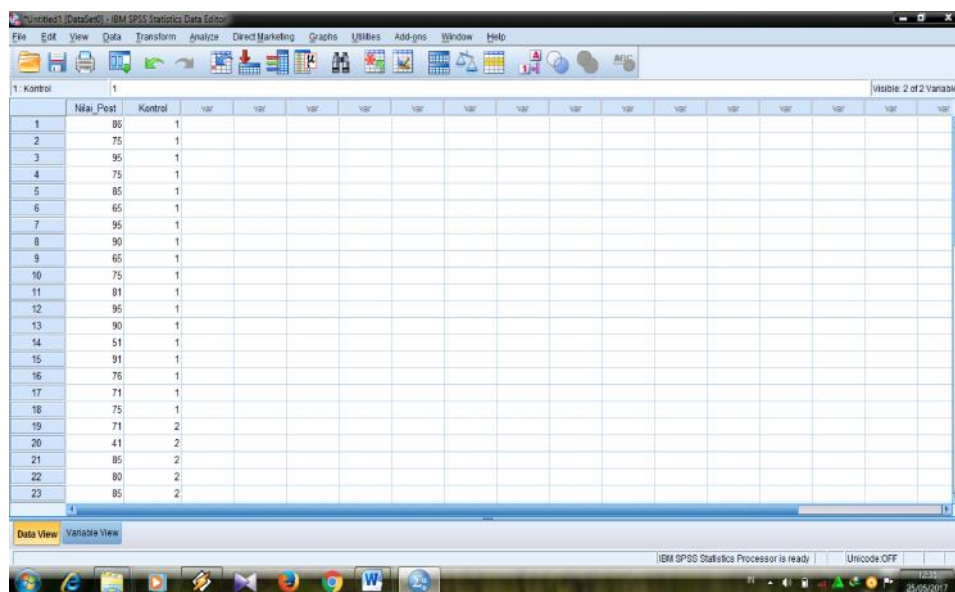 *Untitled1 [DataSet0] - IBM SPSS Statistics Data Editor
File Edit View Data Transform Analyze Direct Marketing Graphs Utilities Add-ons Window Help
1 : Kontrol 1 Visible: 2 of 2 Variable
Nilai_Post Kontrol var var var var var var var var var var var var var
1 86 1
2 75 1
3 95 1
4 75 1
5 85 1
6 65 1
7 95 1
8 90 1
9 65 1
10 75 1
11 81 1
12 95 1
13 90 1
14 51 1
15 91 1
16 76 1
17 71 1
18 75 1
19 71 2
20 41 2
21 85 2
22 80 2
23 85 2
Data View Variable View
IBM SPSS Statistics Processor is ready Unicode:OFF
25/05/2017